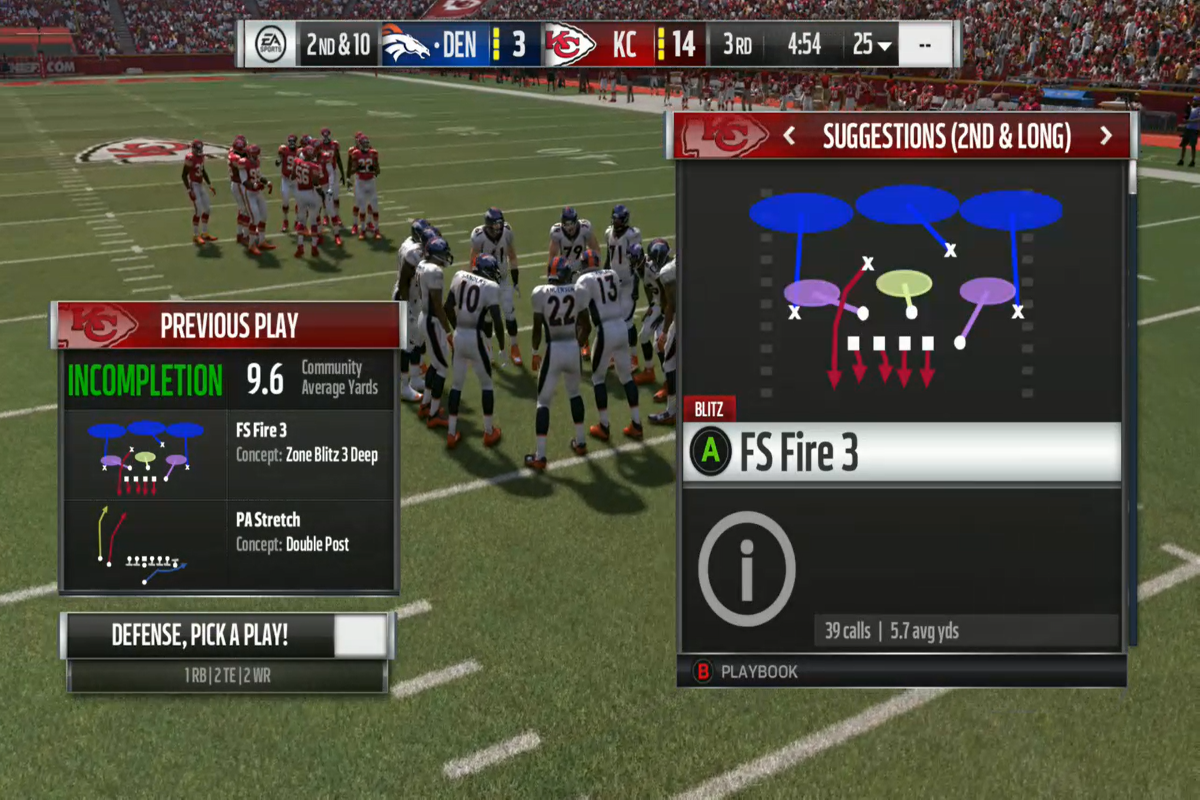 EA
SPORTS
2ND & 10
DEN
3
KC
14
3RD
4:54
25
--
KC
SUGGESTIONS (2ND & LONG)
X
X
X
X
BLITZ
A
FS Fire 3
i
39 calls | 5.7 avg yds
B PLAYBOOK
KC
PREVIOUS PLAY
INCOMPLETION
9.6
Community
Average Yards
FS Fire 3
Concept: Zone Blitz 3 Deep
PA Stretch
Concept: Double Post
DEFENSE, PICK A PLAY!
1 RB | 2 TE | 2 WR
10
22
13
79
71